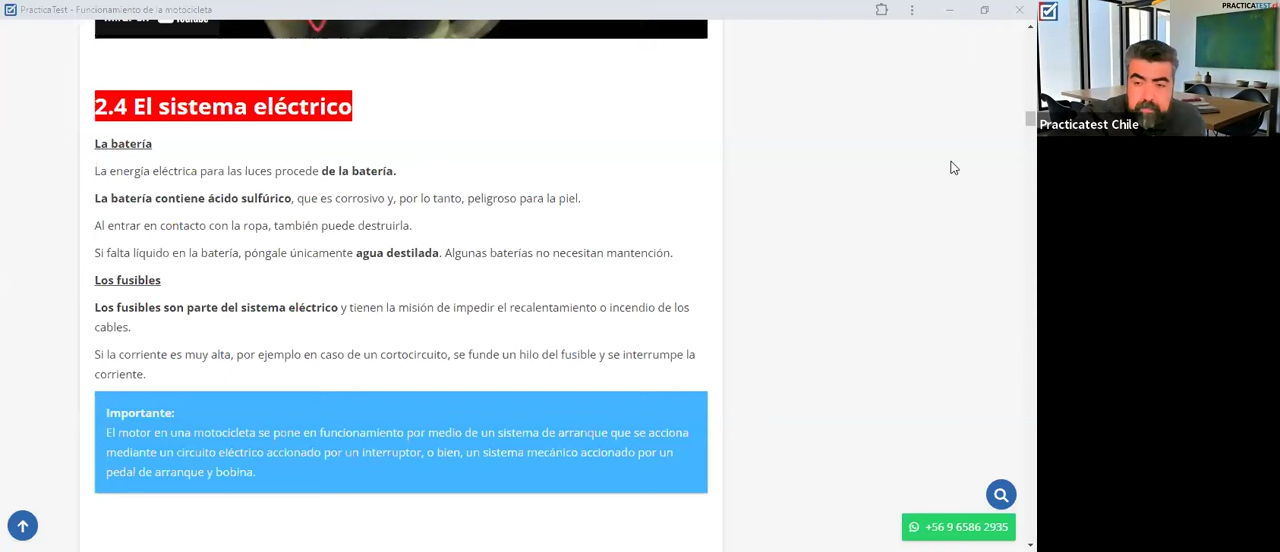 PracticaTest - Funcionamiento de la motocicleta
PRACTICATEST
YouTube
2.4 El sistema eléctrico
La batería
La energía eléctrica para las luces procede de la batería.
La batería contiene ácido sulfúrico, que es corrosivo y, por lo tanto, peligroso para la piel.
Al entrar en contacto con la ropa, también puede destruirla.
Si falta líquido en la batería, póngale únicamente agua destilada. Algunas baterías no necesitan mantención.
Los fusibles
Los fusibles son parte del sistema eléctrico y tienen la misión de impedir el recalentamiento o incendio de los
cables.
Si la corriente es muy alta, por ejemplo en caso de un cortocircuito, se funde un hilo del fusible y se interrumpe la
corriente.
Importante:
El motor en una motocicleta se pone en funcionamiento por medio de un sistema de arranque que se acciona
mediante un circuito eléctrico accionado por un interruptor, o bien, un sistema mecánico accionado por un
pedal de arranque y bobina.
+56 9 6586 2935
Practicatest Chile